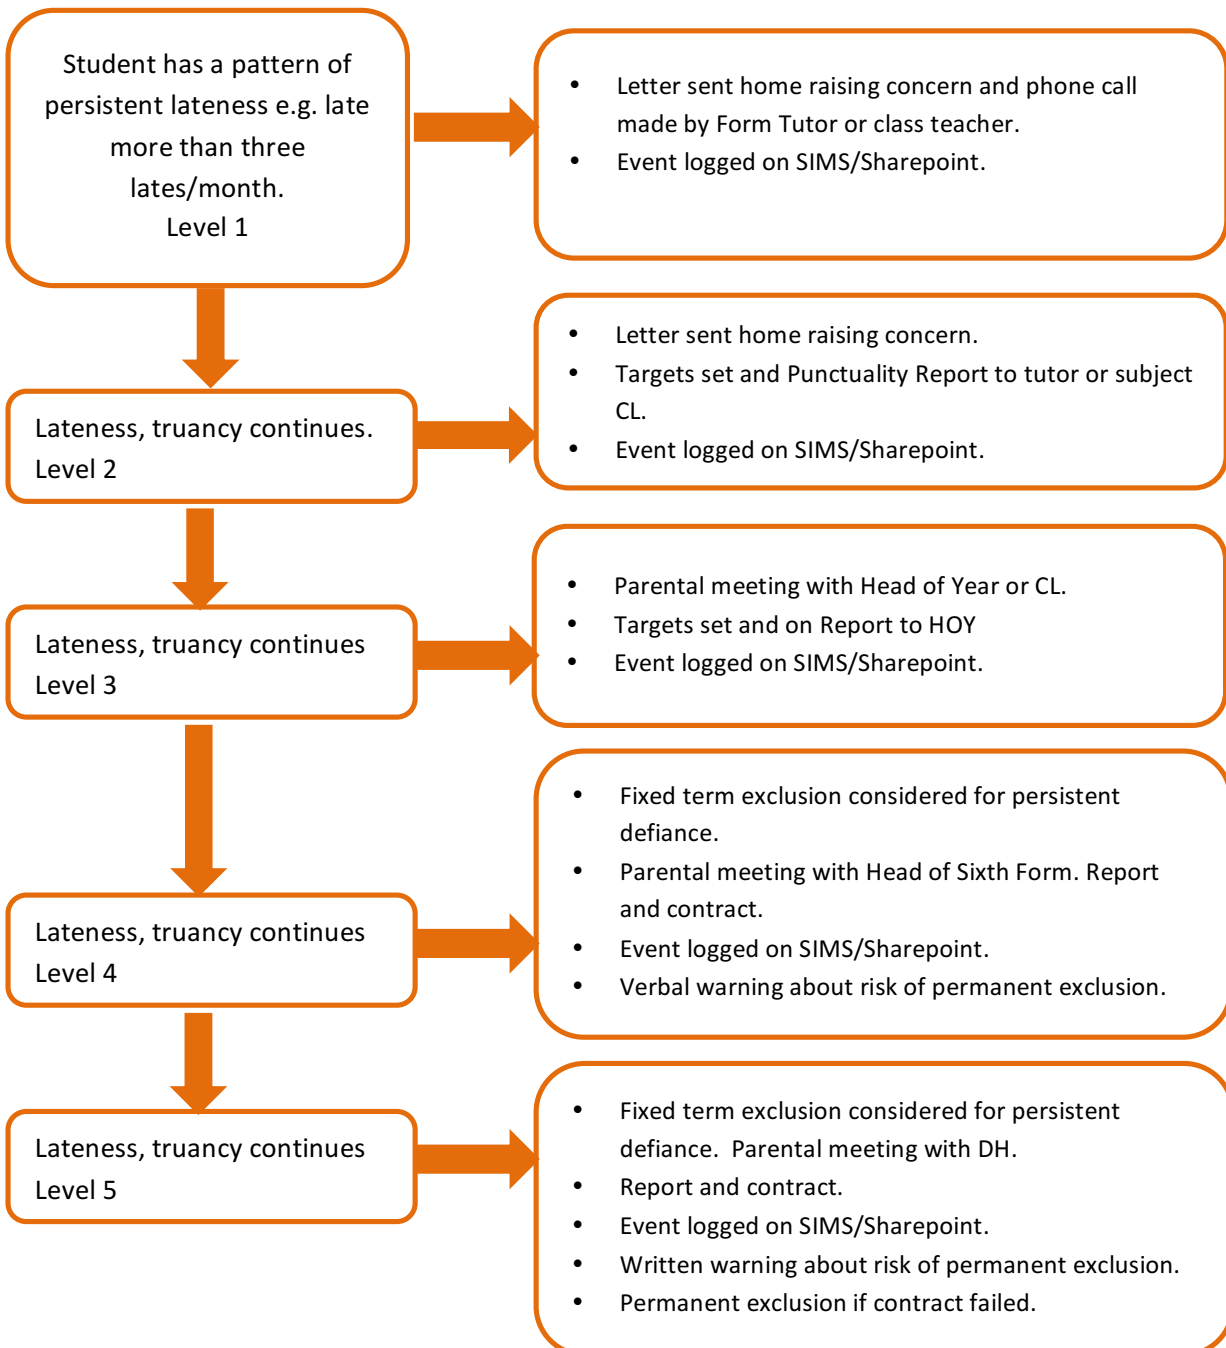 Student has a pattern of
persistent lateness e.g. late
more than three
lates/month.
Level 1
• Letter sent home raising concern and phone call
made by Form Tutor or class teacher.
• Event logged on SIMS/Sharepoint.
Lateness, truancy continues.
Level 2
• Letter sent home raising concern.
• Targets set and Punctuality Report to tutor or subject
CL.
• Event logged on SIMS/Sharepoint.
Lateness, truancy continues
Level 3
• Parental meeting with Head of Year or CL.
• Targets set and on Report to HOY
• Event logged on SIMS/Sharepoint.
Lateness, truancy continues
Level 4
• Fixed term exclusion considered for persistent
defiance.
• Parental meeting with Head of Sixth Form. Report
and contract.
• Event logged on SIMS/Sharepoint.
• Verbal warning about risk of permanent exclusion.
Lateness, truancy continues
Level 5
• Fixed term exclusion considered for persistent
defiance.  Parental meeting with DH.
• Report and contract.
• Event logged on SIMS/Sharepoint.
• Written warning about risk of permanent exclusion.
• Permanent exclusion if contract failed.